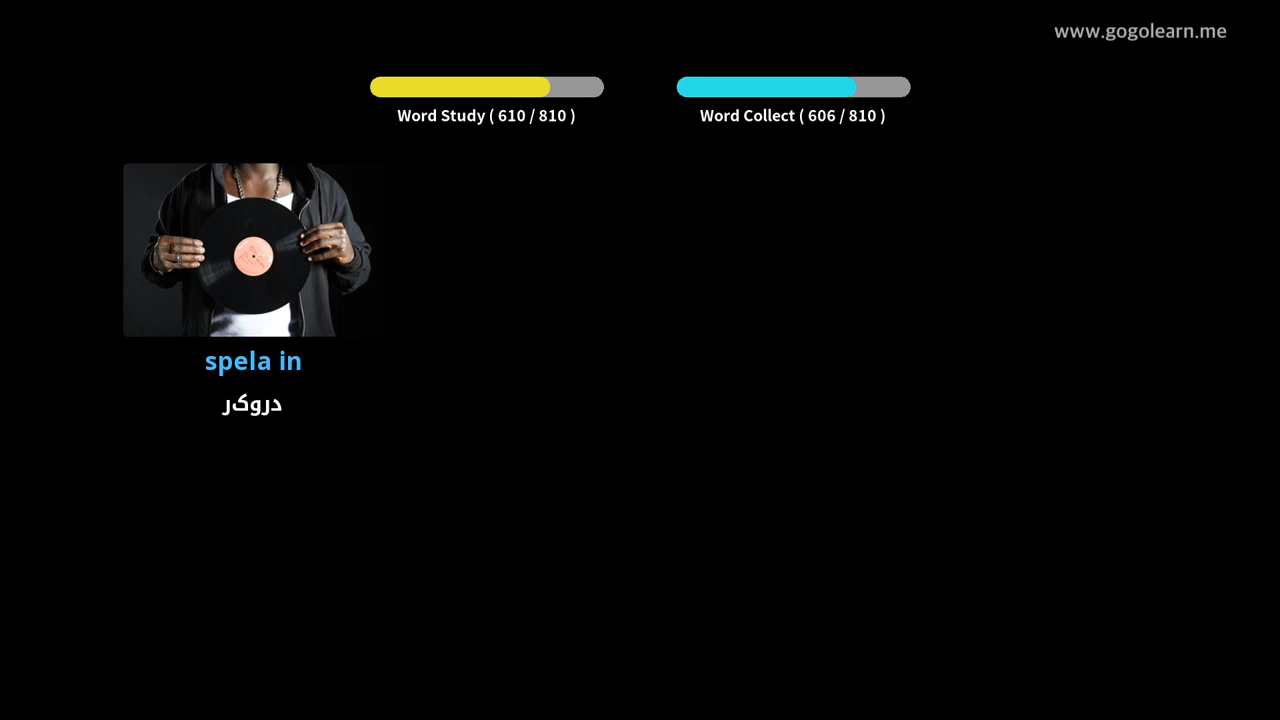 www.gogolearn.me
Word Study ( 610 / 810 )
Word Collect ( 606 / 810 )
spela in
دروکر